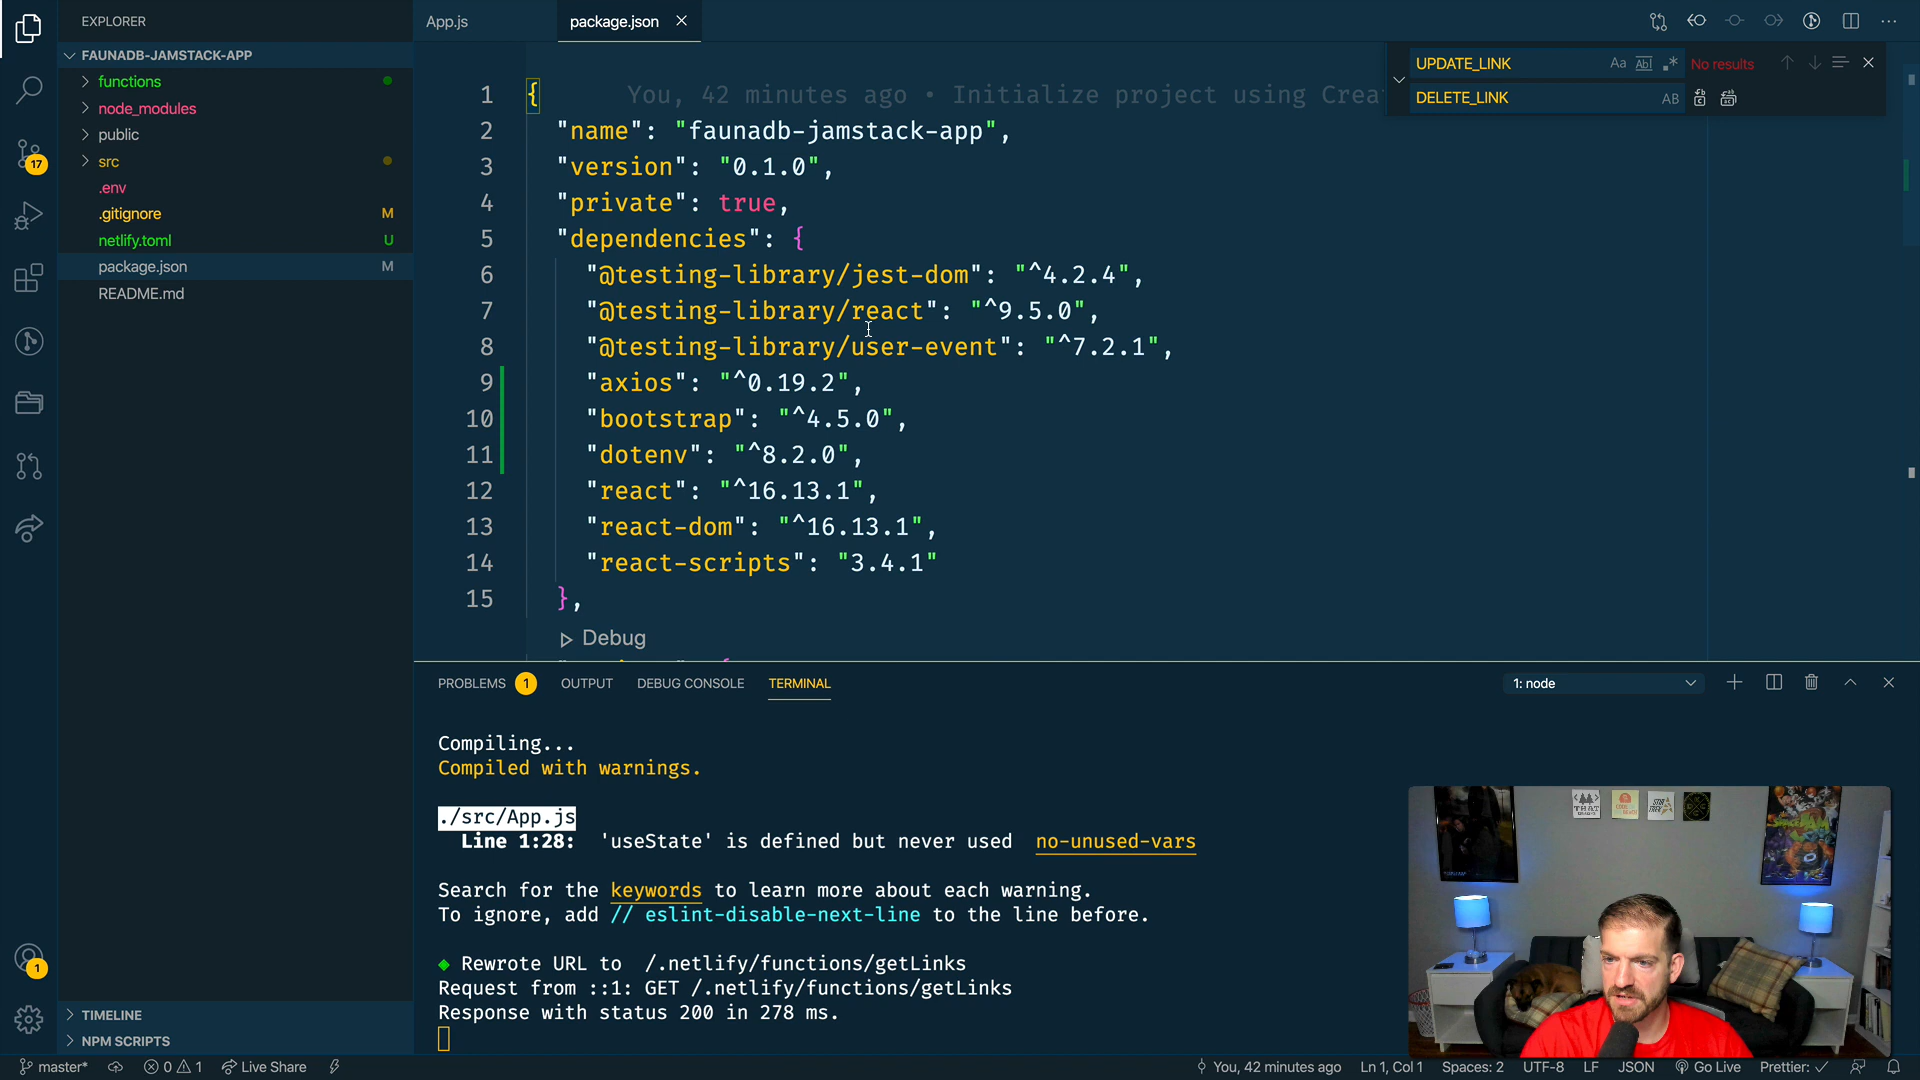 EXPLORER
App.js
package.json
FAUNADB-JAMSTACK-APP
functions
node_modules
public
src
.env
.gitignore M
netlify.toml U
package.json M
README.md
17
1
TIMELINE
NPM SCRIPTS
UPDATE_LINK
Aa Abl .* No results
DELETE_LINK
AB
1 { You, 42 minutes ago • Initialize project using Crea
2 "name": "faunadb-jamstack-app",
3 "version": "0.1.0",
4 "private": true,
5 "dependencies": {
6 "@testing-library/jest-dom": "^4.2.4",
7 "@testing-library/react": "^9.5.0",
8 "@testing-library/user-event": "^7.2.1",
9 "axios": "^0.19.2",
10 "bootstrap": "^4.5.0",
11 "dotenv": "^8.2.0",
12 "react": "^16.13.1",
13 "react-dom": "^16.13.1",
14 "react-scripts": "3.4.1"
15 },
Debug
PROBLEMS 1 OUTPUT DEBUG CONSOLE TERMINAL
1: node
Compiling...
Compiled with warnings.
./src/App.js
Line 1:28: 'useState' is defined but never used no-unused-vars
Search for the keywords to learn more about each warning.
To ignore, add // eslint-disable-next-line to the line before.
◆ Rewrote URL to /.netlify/functions/getLinks
Request from ::1: GET /.netlify/functions/getLinks
Response with status 200 in 278 ms.
master* 0 1 Live Share
You, 42 minutes ago Ln 1, Col 1 Spaces: 2 UTF-8 LF JSON Go Live Prettier: ✓